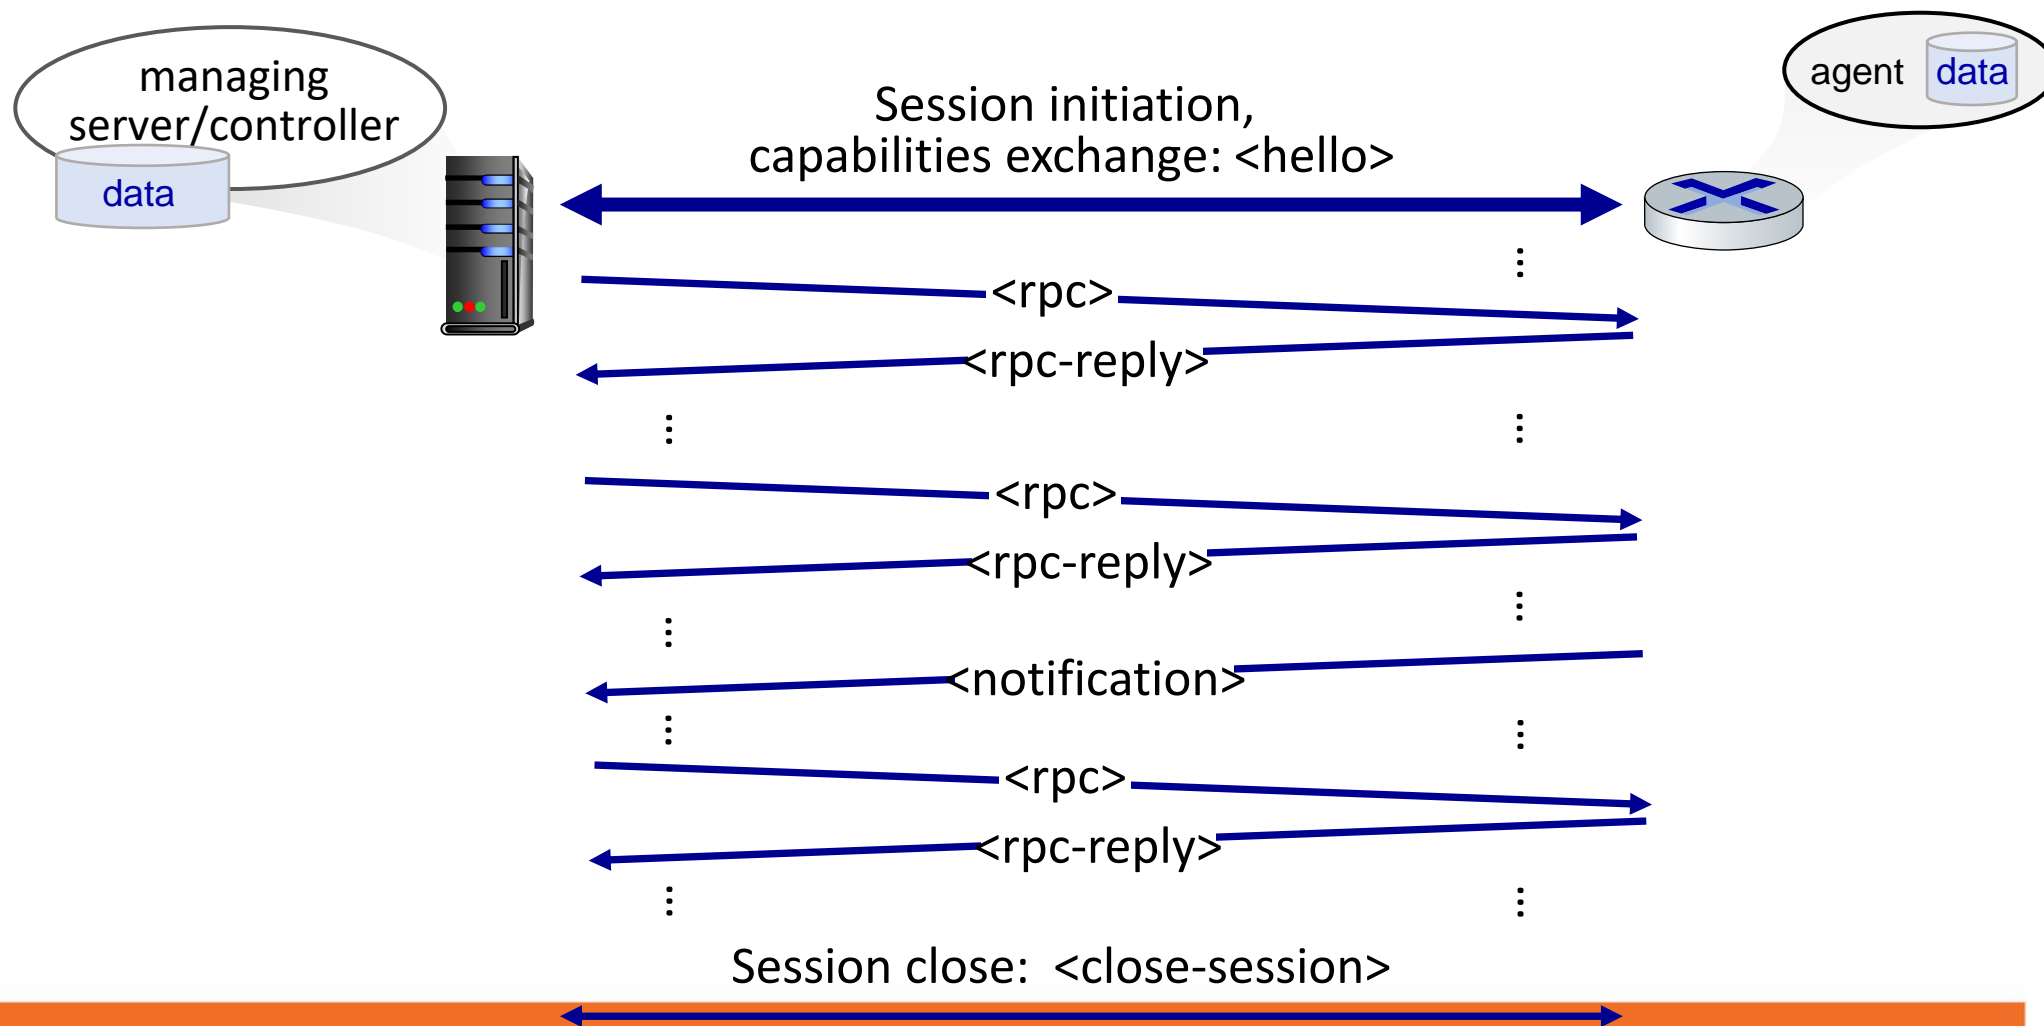 managing
server/controller
data
agent
data
Session initiation,
capabilities exchange: <hello>
<rpc>
<rpc-reply>
<rpc>
<rpc-reply>
<notification>
<rpc>
<rpc-reply>
Session close: <close-session>